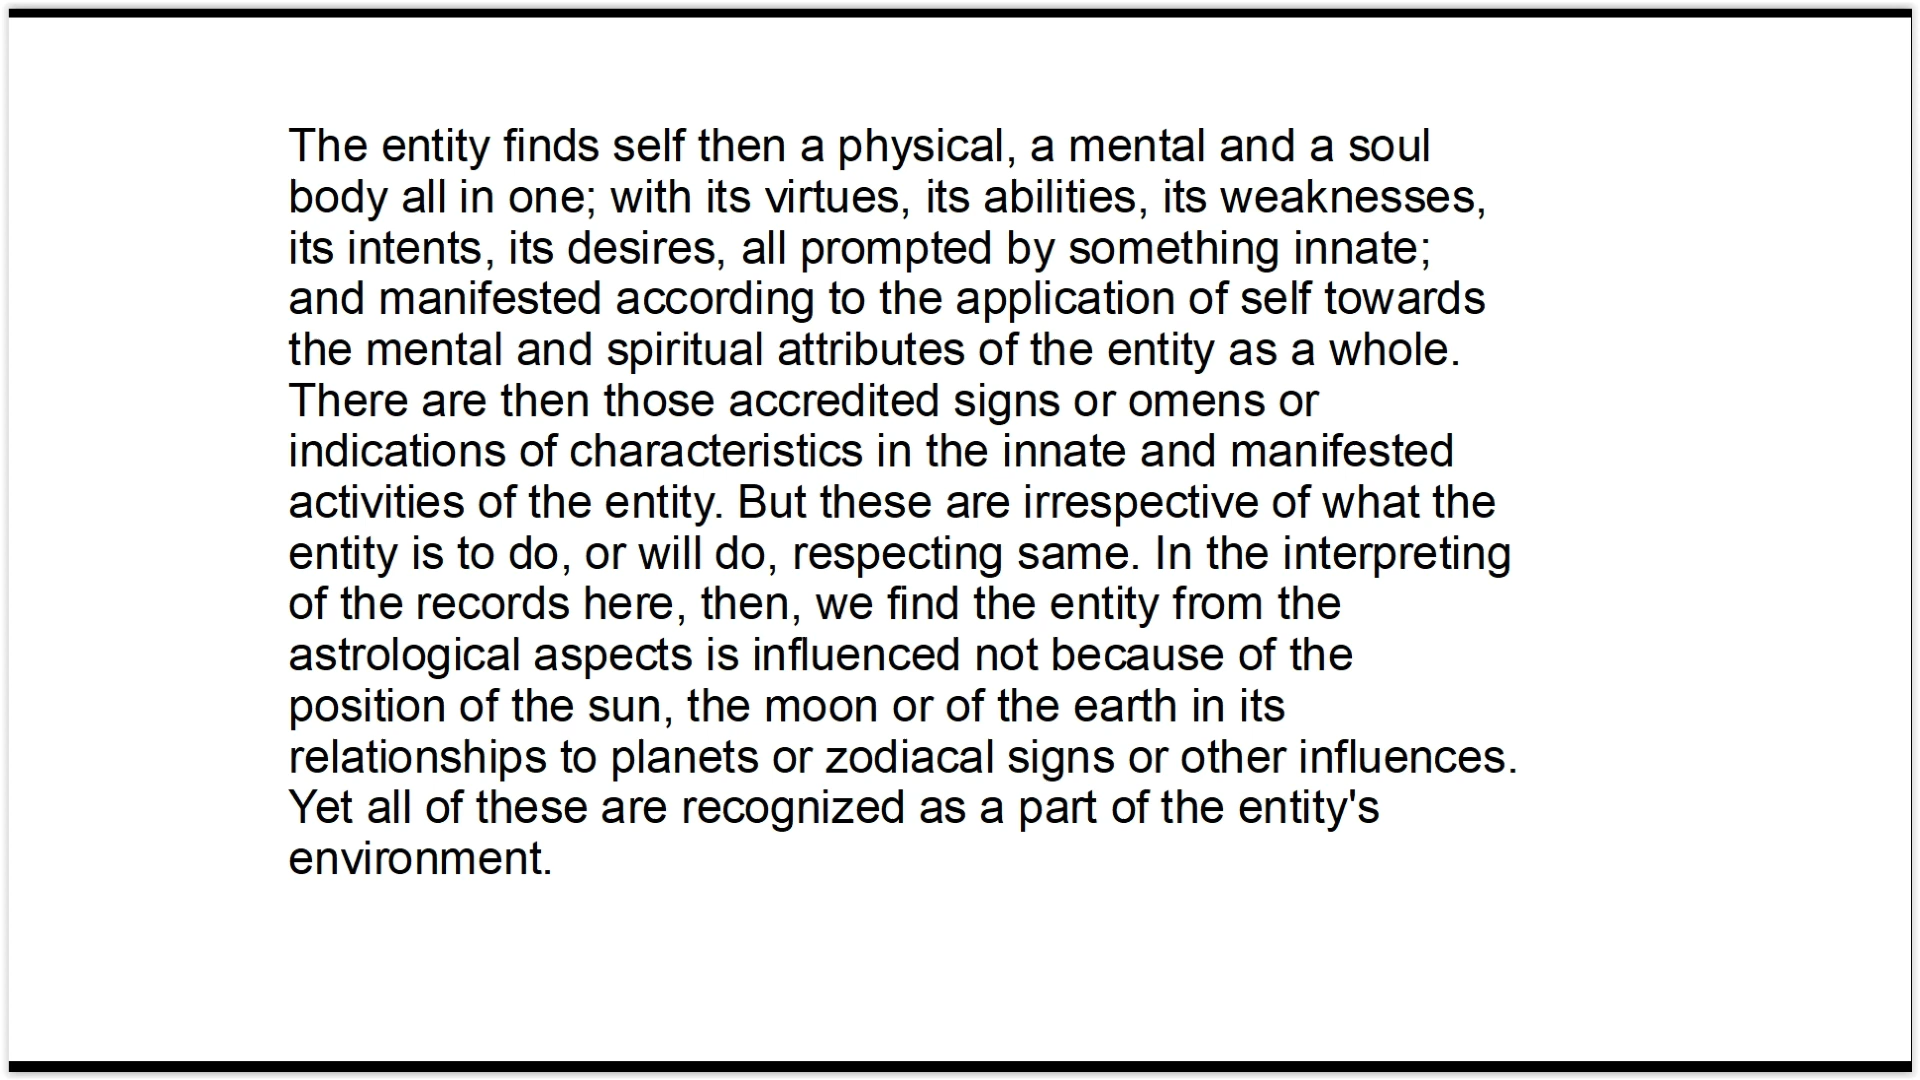 The entity finds self then a physical, a mental and a soul
body all in one; with its virtues, its abilities, its weaknesses,
its intents, its desires, all prompted by something innate;
and manifested according to the application of self towards
the mental and spiritual attributes of the entity as a whole.
There are then those accredited signs or omens or
indications of characteristics in the innate and manifested
activities of the entity. But these are irrespective of what the
entity is to do, or will do, respecting same. In the interpreting
of the records here, then, we find the entity from the
astrological aspects is influenced not because of the
position of the sun, the moon or of the earth in its
relationships to planets or zodiacal signs or other influences.
Yet all of these are recognized as a part of the entity's
environment.